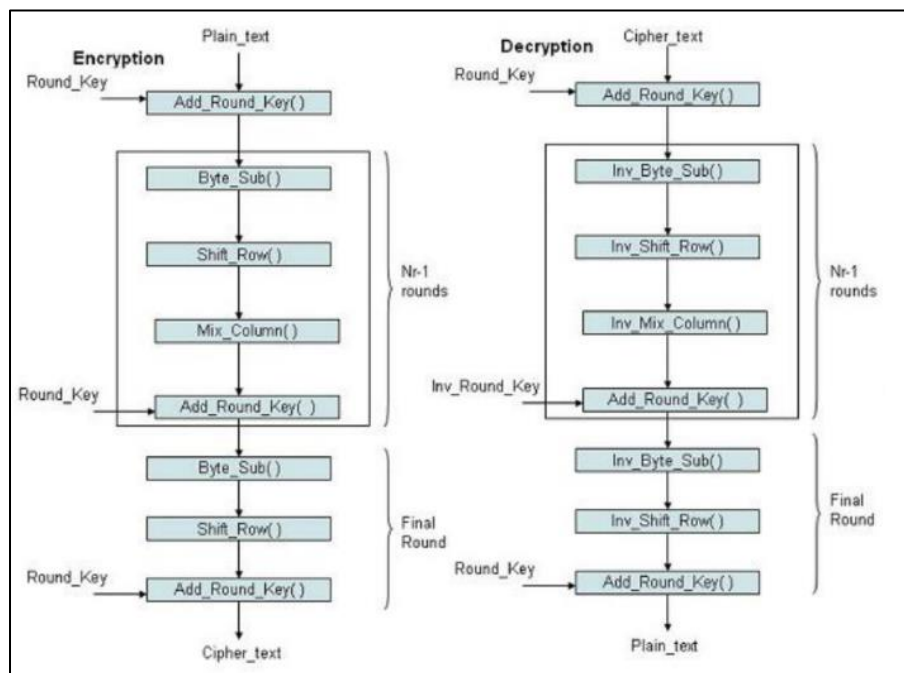 Encryption
Plain_text
Round_Key
Add_Round_Key( )
Byte_Sub( )
Shift_Row( )
Mix_Column( )
Round_Key
Add_Round_Key( )
Nr-1
rounds
Byte_Sub( )
Shift_Row( )
Round_Key
Add_Round_Key( )
Final
Round
Cipher_text
Decryption
Cipher_text
Round_Key
Add_Round_Key( )
Inv_Byte_Sub( )
Inv_Shift_Row( )
Inv_Mix_Column( )
Inv_Round_Key
Add_Round_Key( )
Nr-1
rounds
Inv_Byte_Sub( )
Inv_Shift_Row( )
Round_Key
Add_Round_Key( )
Final
Round
Plain_text